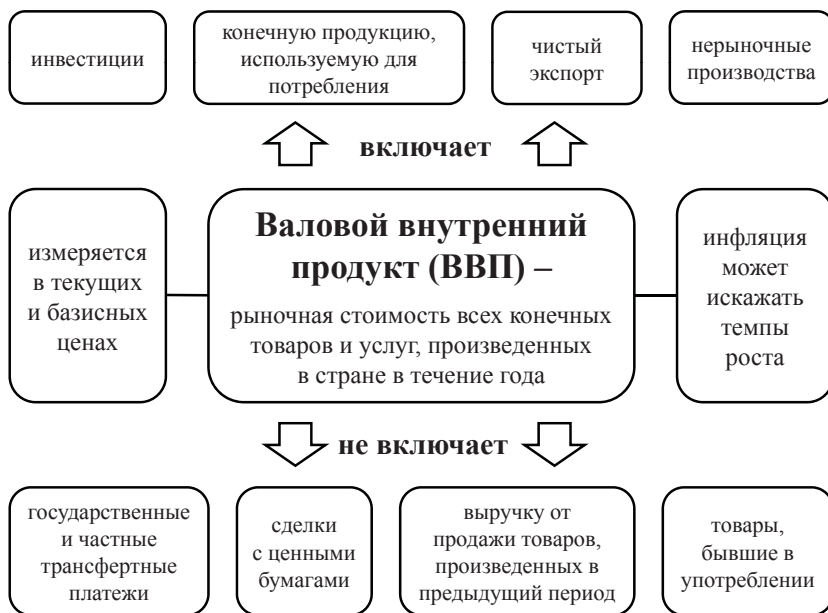 инвестиции
конечную продукцию,
используемую для
потребления
чистый
экспорт
нерыночные
производства
включает
измеряется
в текущих
и базисных
ценах
Валовой внутренний
продукт (ВВП) –
рыночная стоимость всех конечных
товаров и услуг, произведенных
в стране в течение года
инфляция
может
искажать
темпы
роста
не включает
государственные
и частные
трансфертные
платежи
сделки
с ценными
бумагами
выручку от
продажи товаров,
произведенных в
предыдущий период
товары,
бывшие в
употреблении